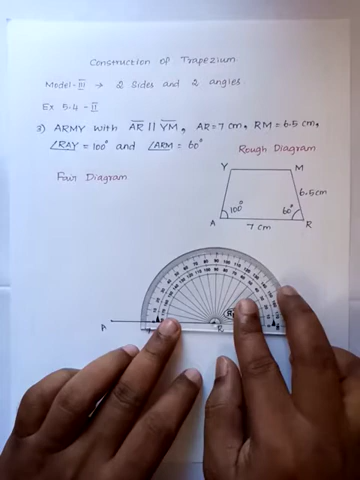 Construction of Trapezium.
Model-III → 2 Sides and 2 angles.
Ex 5.4 - II
3) ARMY with AR || YM, AR = 7 cm, RM = 6.5 cm,
∠RAY = 100° and ∠ARM = 60°
Rough Diagram
Fair Diagram
Y M
6.5cm
100° 60°
A R
7 cm
A R